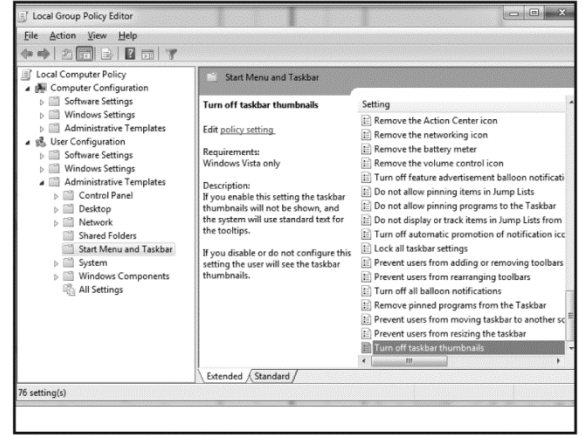 Local Group Policy Editor
File Action View Help
Local Computer Policy
Computer Configuration
Software Settings
Windows Settings
Administrative Templates
User Configuration
Software Settings
Windows Settings
Administrative Templates
Control Panel
Desktop
Network
Shared Folders
Start Menu and Taskbar
System
Windows Components
All Settings
Start Menu and Taskbar
Turn off taskbar thumbnails
Edit policy setting
Requirements:
Windows Vista only
Description:
If you enable this setting the taskbar
thumbnails will not be shown, and
the system will use standard text for
the tooltips.
If you disable or do not configure this
setting the user will see the taskbar
thumbnails.
Setting
Remove the Action Center icon
Remove the networking icon
Remove the battery meter
Remove the volume control icon
Turn off feature advertisement balloon notificati
Do not allow pinning items in Jump Lists
Do not allow pinning programs to the Taskbar
Do not display or track items in Jump Lists from
Turn off automatic promotion of notification icc
Lock all taskbar settings
Prevent users from adding or removing toolbars
Prevent users from rearranging toolbars
Turn off all balloon notifications
Remove pinned programs from the Taskbar
Prevent users from moving taskbar to another sc
Prevent users from resizing the taskbar
Turn off taskbar thumbnails
Extended Standard
76 setting(s)